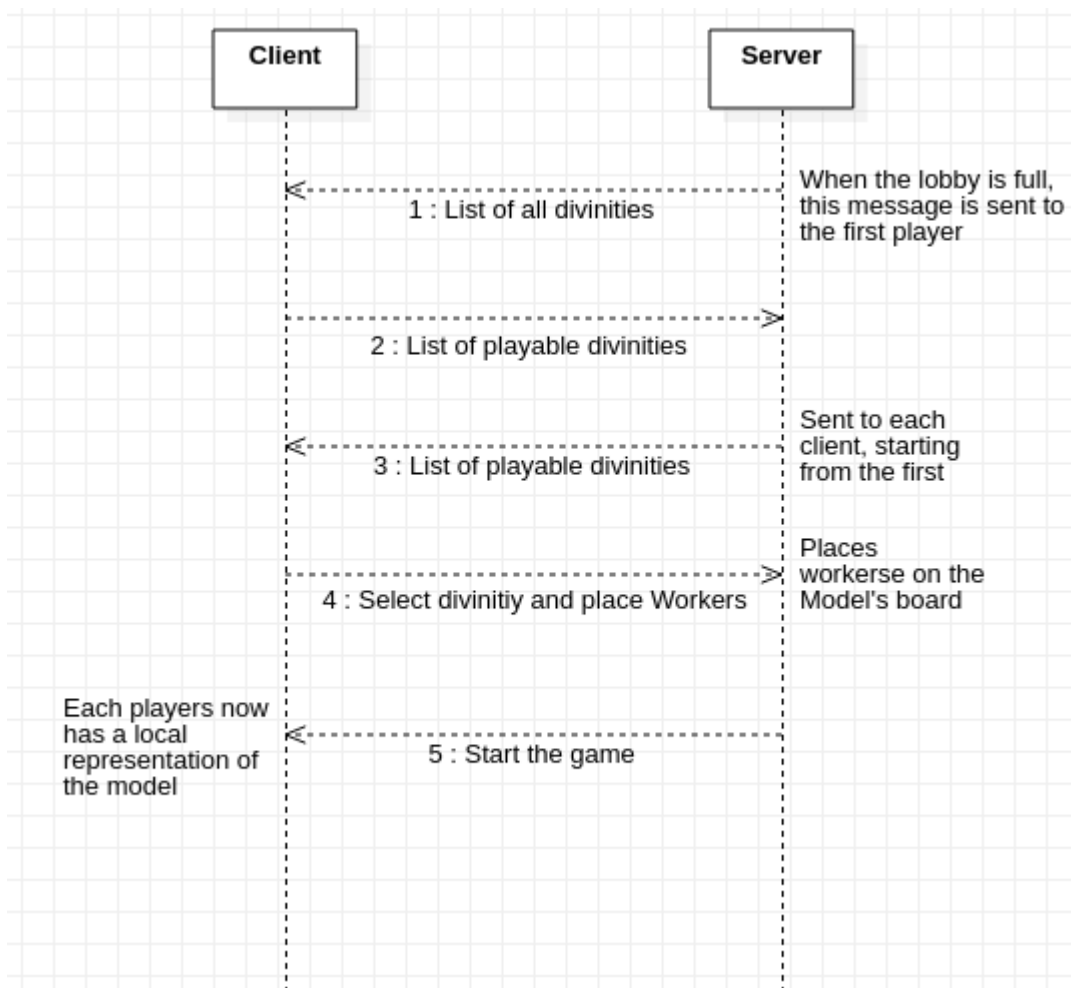 Client
Server
When the lobby is full,
this message is sent to
the first player
1 : List of all divinities
2 : List of playable divinities
Sent to each
client, starting
from the first
3 : List of playable divinities
Places
workerse on the
Model's board
4 : Select divinitiy and place Workers
Each players now
has a local
representation of
the model
5 : Start the game